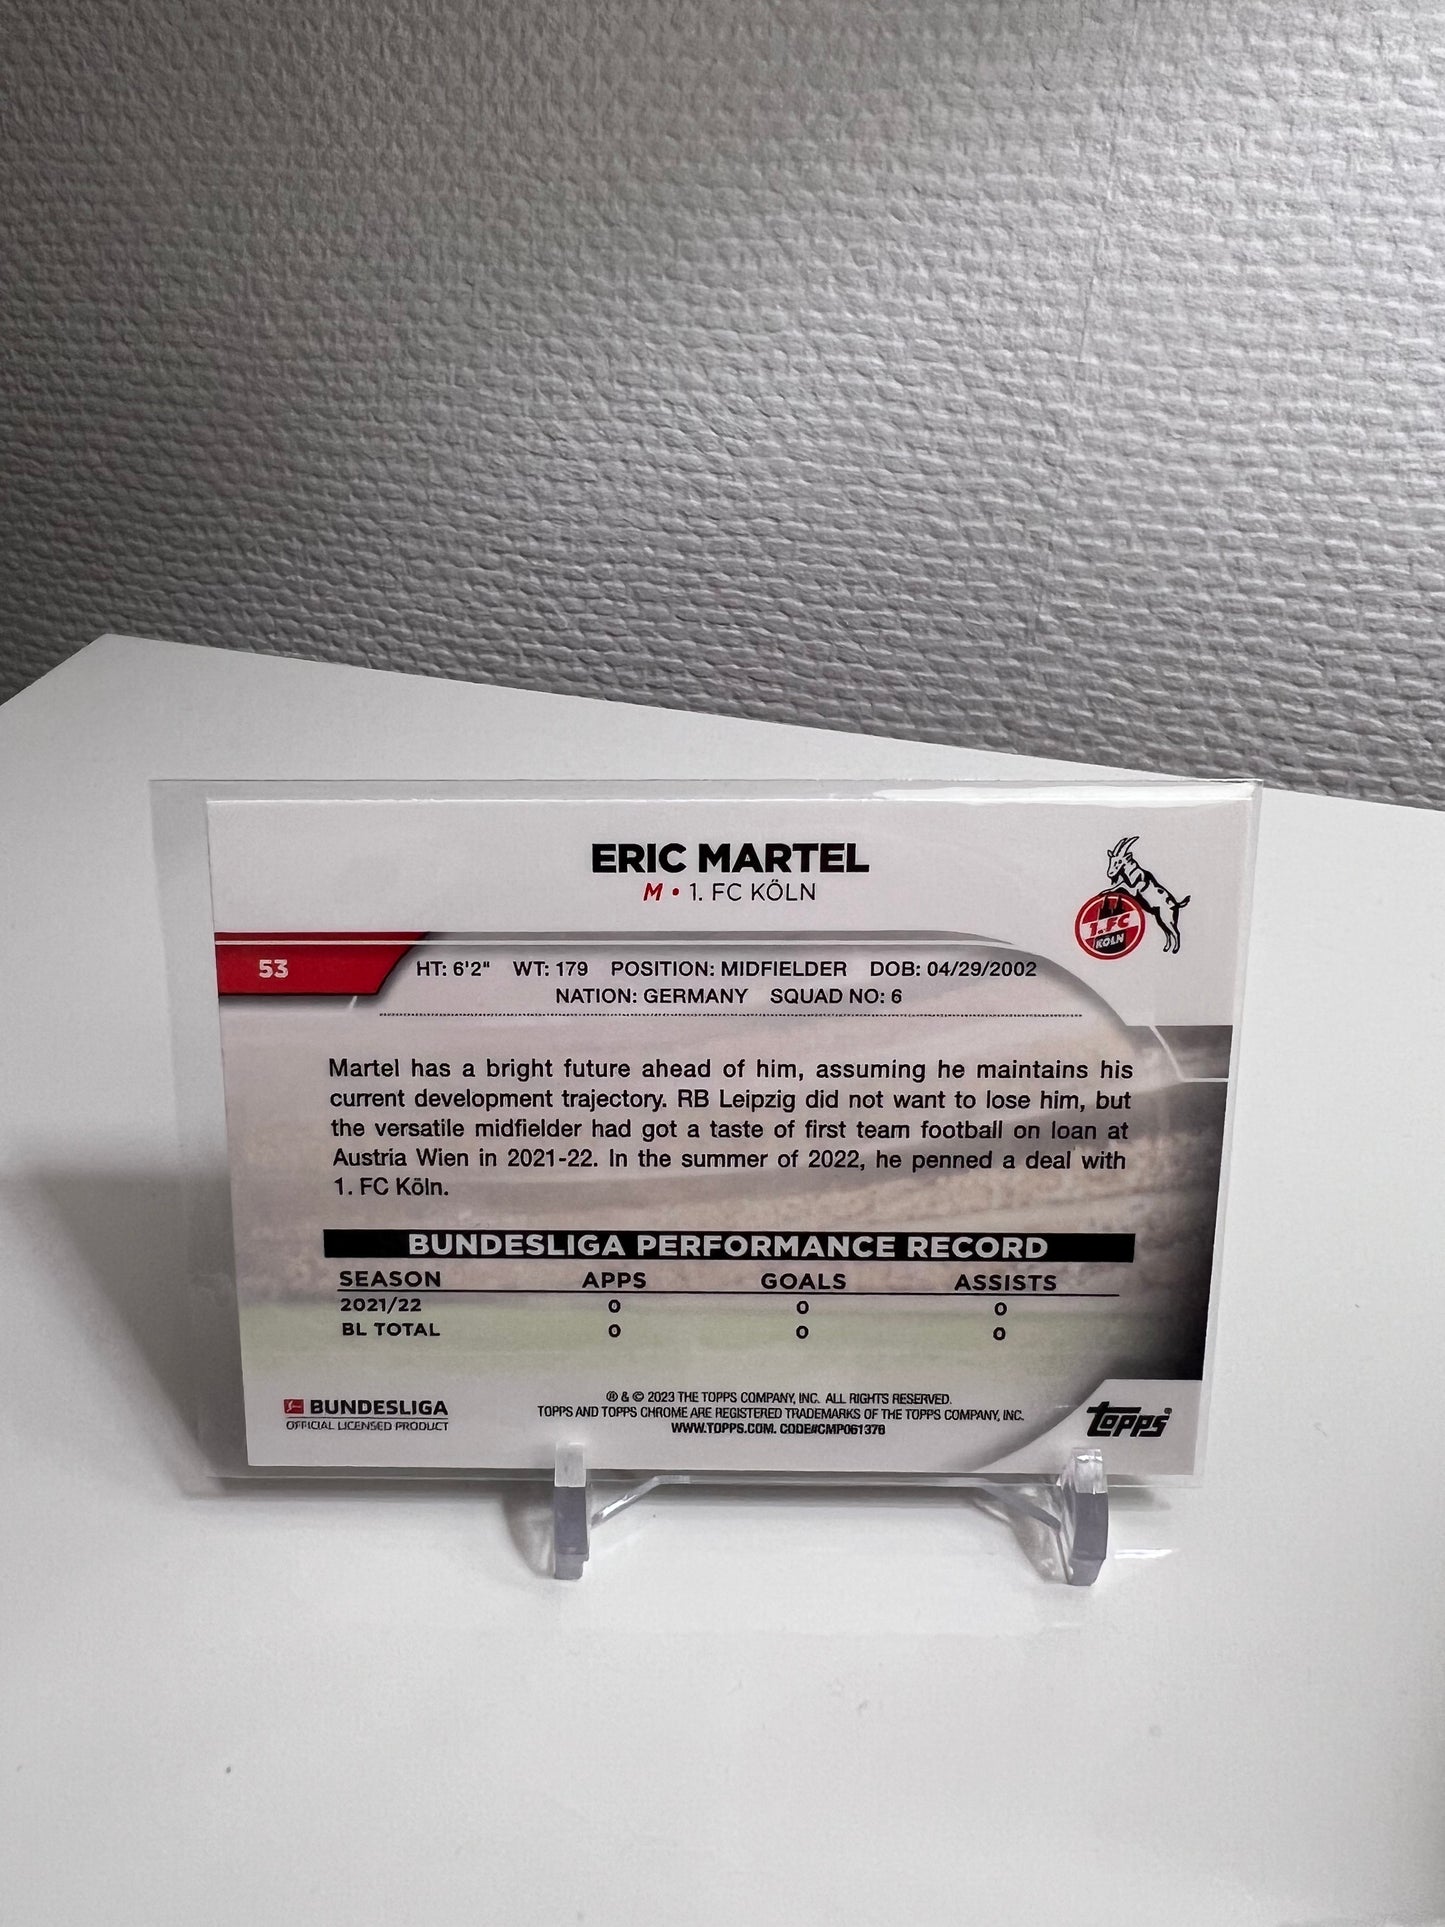 ERIC MARTEL
M • 1. FC KÖLN
1. FC
KÖLN
53
HT: 6'2" WT: 179 POSITION: MIDFIELDER DOB: 04/29/2002
NATION: GERMANY SQUAD NO: 6
Martel has a bright future ahead of him, assuming he maintains his
current development trajectory. RB Leipzig did not want to lose him, but
the versatile midfielder had got a taste of first team football on loan at
Austria Wien in 2021-22. In the summer of 2022, he penned a deal with
1. FC Köln.
BUNDESLIGA PERFORMANCE RECORD
SEASON APPS GOALS ASSISTS
2021/22 0 0 0
BL TOTAL 0 0 0
BUNDESLIGA
OFFICIAL LICENSED PRODUCT
® & © 2023 THE TOPPS COMPANY, INC. ALL RIGHTS RESERVED.
TOPPS AND TOPPS CHROME ARE REGISTERED TRADEMARKS OF THE TOPPS COMPANY, INC.
WWW.TOPPS.COM. CODE#CMP061376
topps®